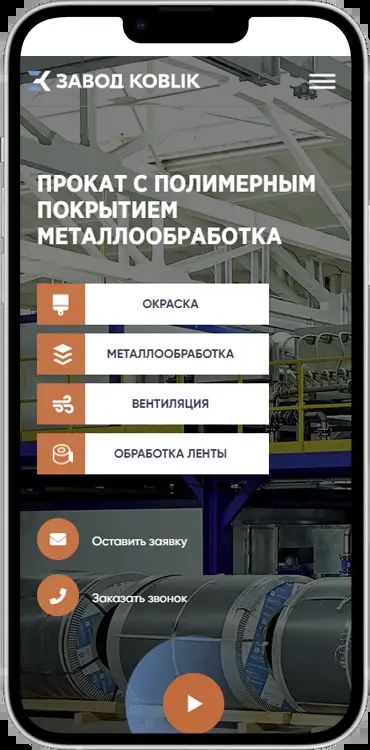 ЗАВОД KOBLIK
ПРОКАТ С ПОЛИМЕРНЫМ
ПОКРЫТИЕМ
МЕТАЛЛООБРАБОТКА
ОКРАСКА
МЕТАЛЛООБРАБОТКА
ВЕНТИЛЯЦИЯ
ОБРАБОТКА ЛЕНТЫ
Оставить заявку
Заказать звонок